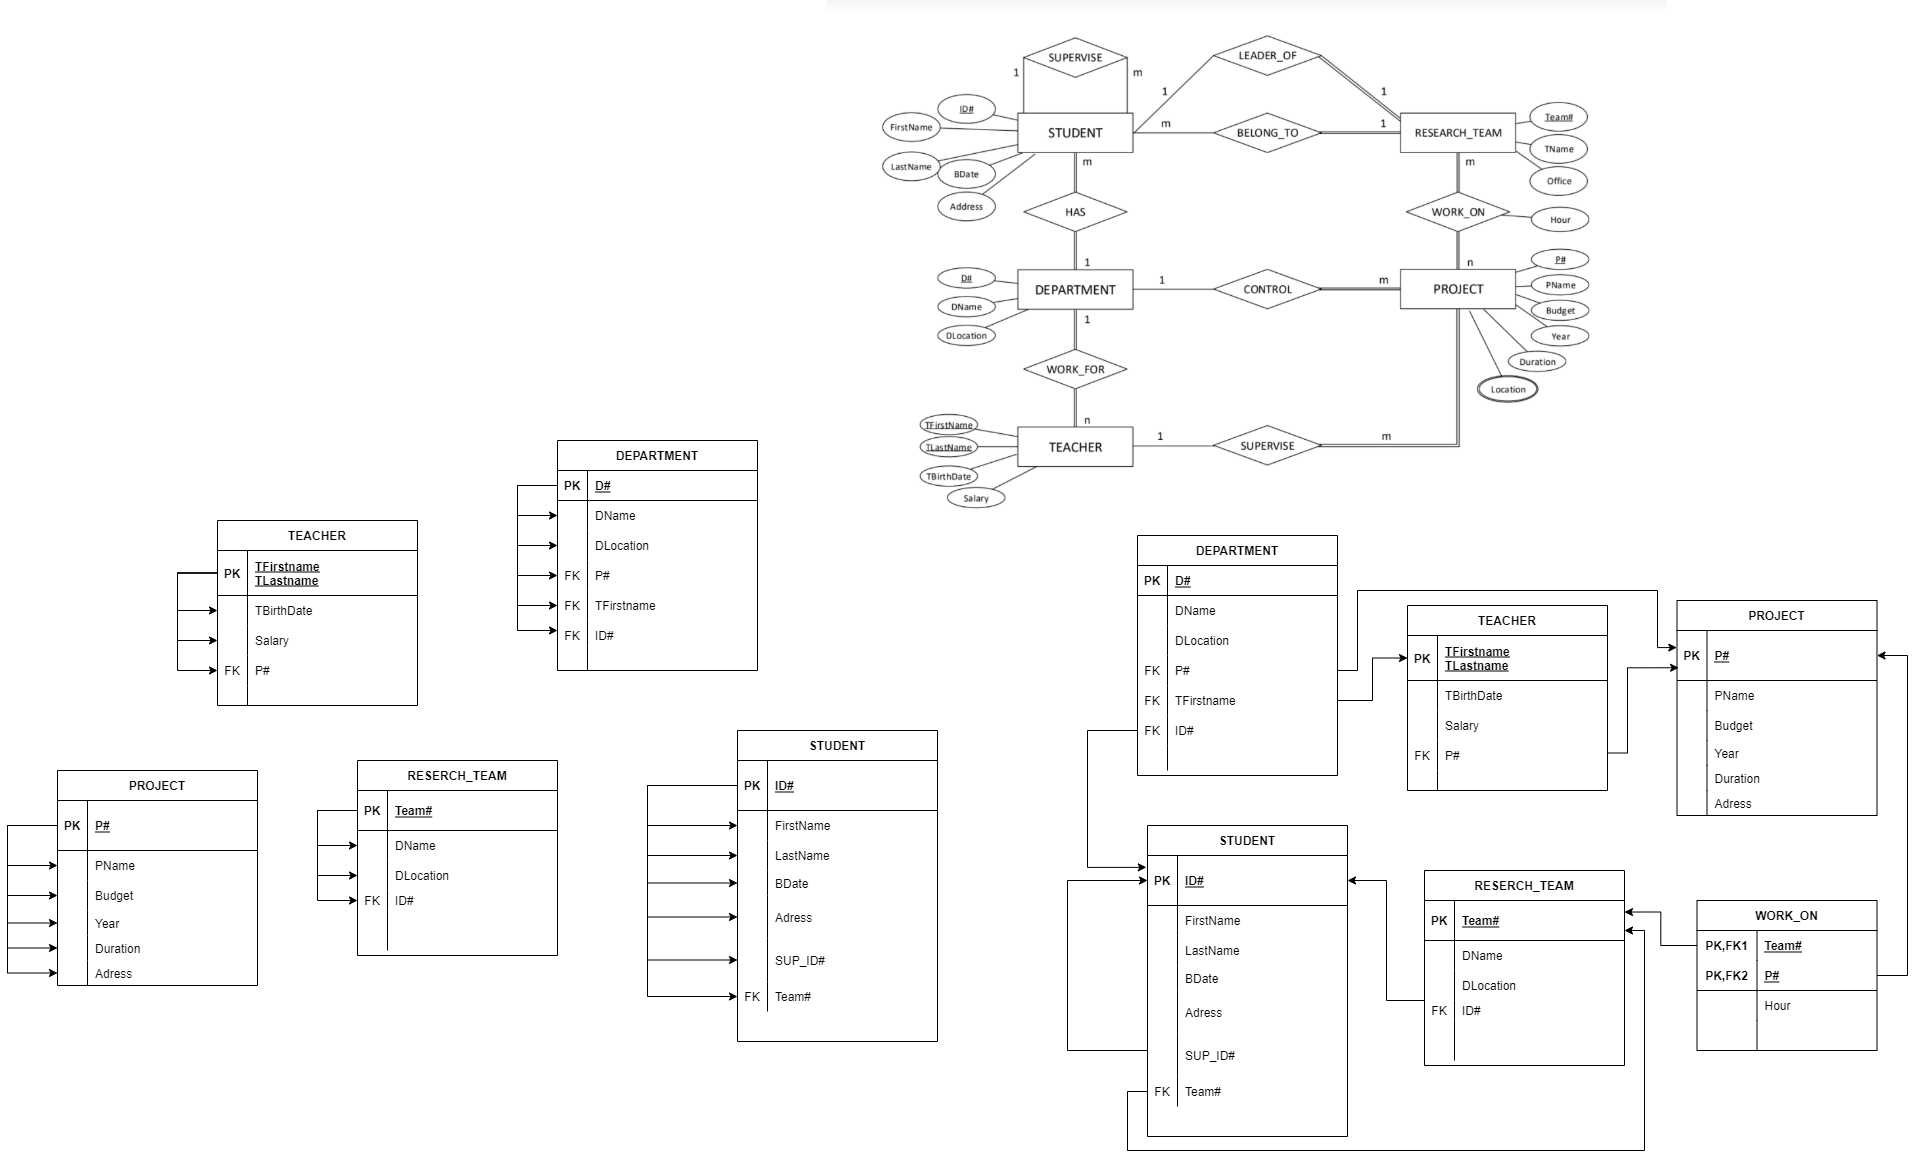 SUPERVISE
LEADER_OF
1
m
1
1
ID#
FirstName
LastName
BDate
Address
STUDENT
m
BELONG_TO
1
RESEARCH_TEAM
Team#
TName
Office
m
HAS
1
m
WORK_ON
Hour
n
D#
DName
DLocation
DEPARTMENT
1
CONTROL
m
PROJECT
P#
PName
Budget
Year
Duration
Location
1
WORK_FOR
n
TFirstName
TLastName
TBirthDate
Salary
TEACHER
1
SUPERVISE
m
DEPARTMENT
PK D#
DName
DLocation
FK P#
FK TFirstname
FK ID#
TEACHER
PK TFirstname
TLastname
TBirthDate
Salary
FK P#
PROJECT
PK P#
PName
Budget
Year
Duration
Adress
RESERCH_TEAM
PK Team#
DName
DLocation
FK ID#
STUDENT
PK ID#
FirstName
LastName
BDate
Adress
SUP_ID#
FK Team#
DEPARTMENT
PK D#
DName
DLocation
FK P#
FK TFirstname
FK ID#
TEACHER
PK TFirstname
TLastname
TBirthDate
Salary
FK P#
PROJECT
PK P#
PName
Budget
Year
Duration
Adress
STUDENT
PK ID#
FirstName
LastName
BDate
Adress
SUP_ID#
FK Team#
RESERCH_TEAM
PK Team#
DName
DLocation
FK ID#
WORK_ON
PK,FK1 Team#
PK,FK2 P#
Hour